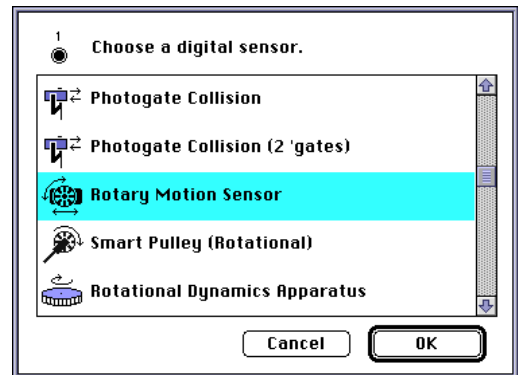 1
Choose a digital sensor.
Photogate Collision
Photogate Collision (2 'gates)
Rotary Motion Sensor
Smart Pulley (Rotational)
Rotational Dynamics Apparatus
Cancel OK